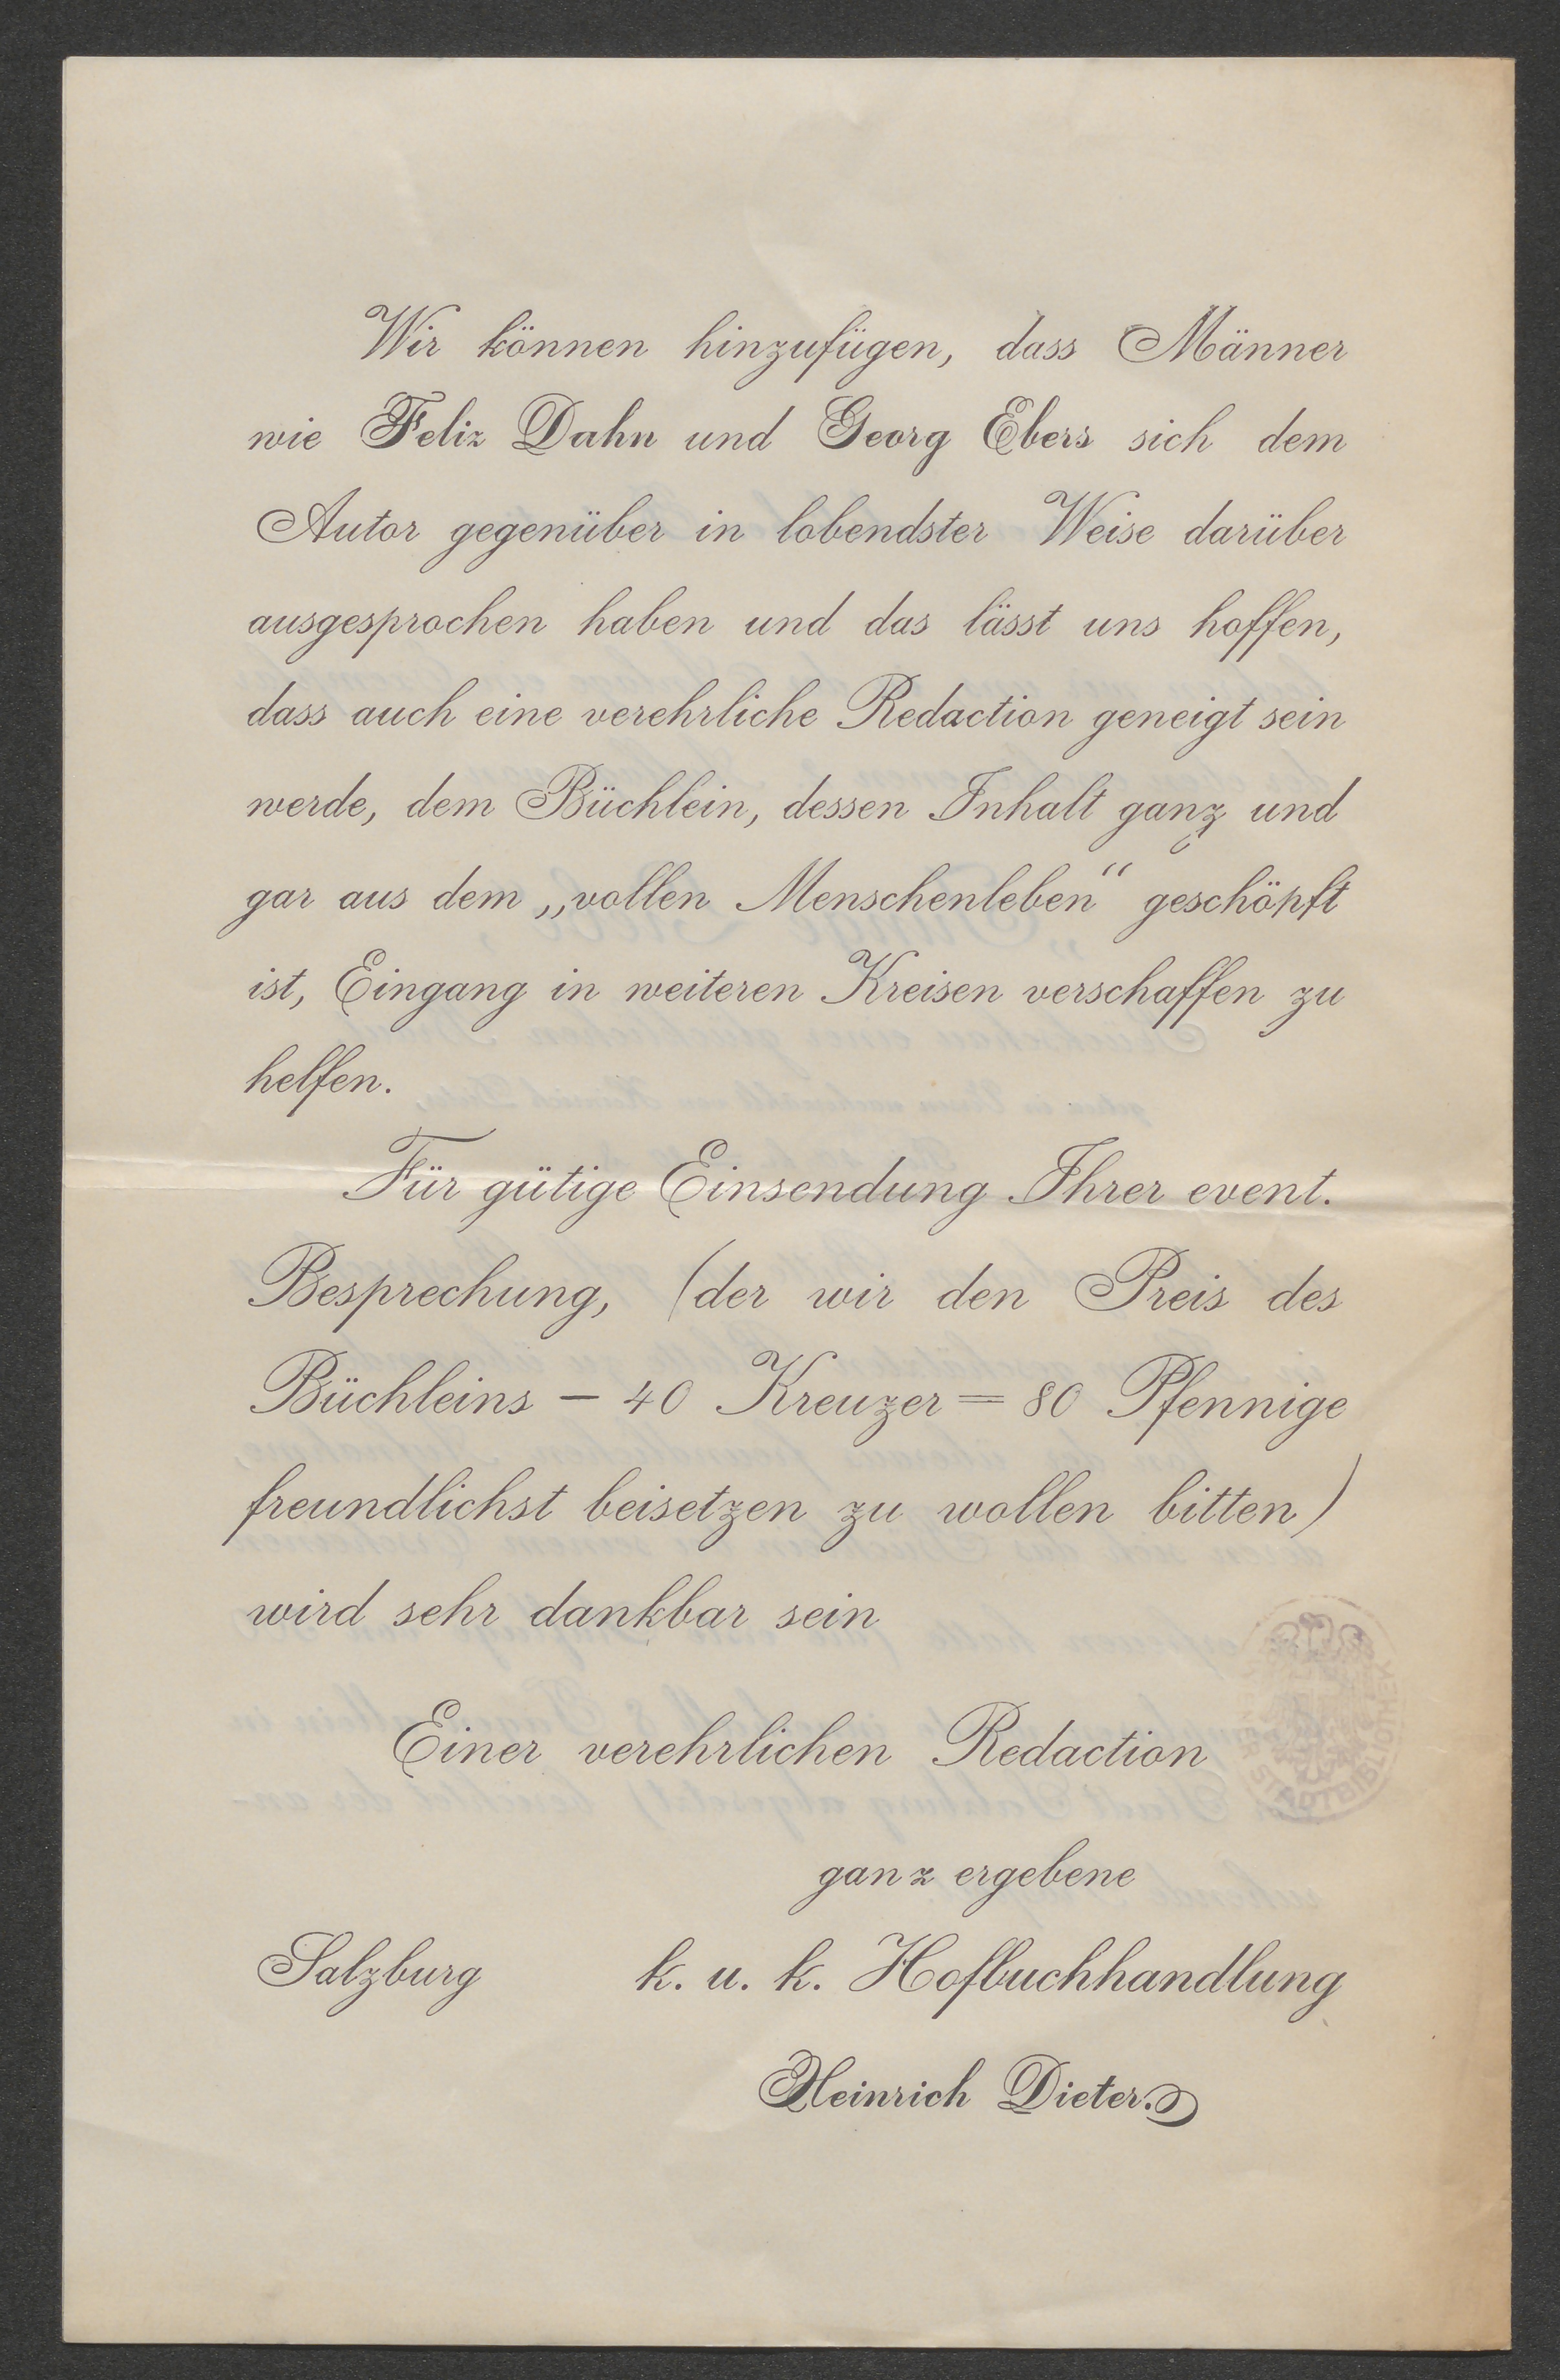 Wir können hinzufügen, dass Männer
wie Felix Dahn und Georg Ebers sich dem
Autor gegenüber in lobendster Weise darüber
ausgesprochen haben und das lässt uns hoffen,
dass auch eine verehrliche Redaction geneigt sein
werde, dem Büchlein, dessen Inhalt ganz und
gar aus dem „vollen Menschenleben“ geschöpft
ist, Eingang in weiteren Kreisen verschaffen zu
helfen.
Für gütige Einsendung Ihrer event.
Besprechung, (der wir den Preis des
Büchleins – 40 Kreuzer = 80 Pfennige
freundlichst beisetzen zu wollen bitten)
wird sehr dankbar sein
Einer verehrlichen Redaction
STADTBIBLIOTHEK
ganz ergebene
Salzburg k. u. k. Hofbuchhandlung
Heinrich Dieter.